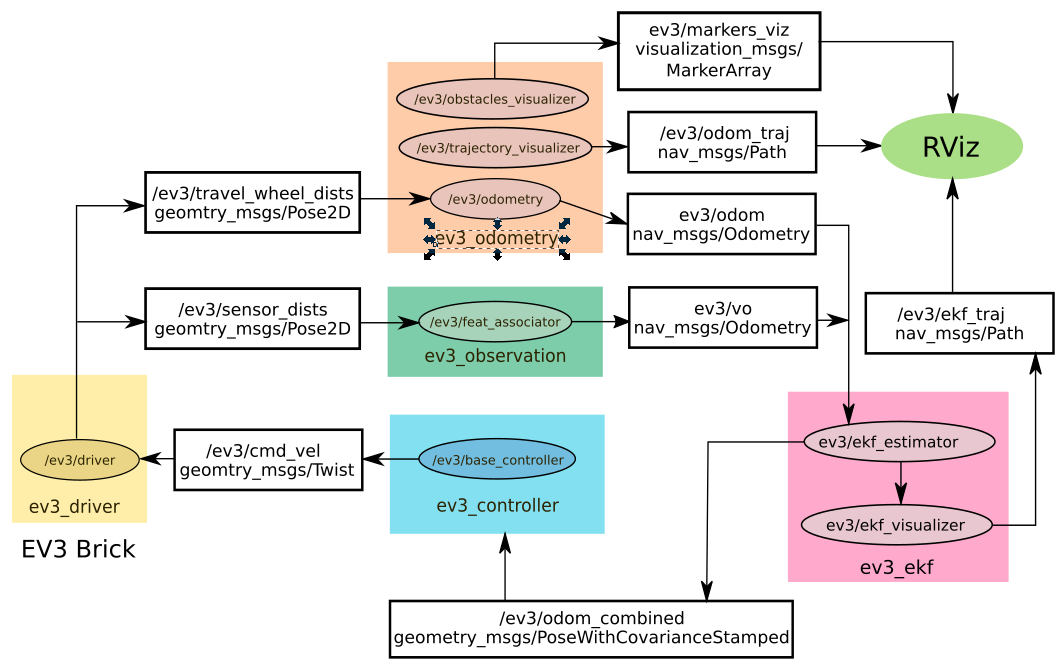 ev3/markers_viz
visualization_msgs/
MarkerArray
/ev3/obstacles_visualizer
/ev3/trajectory_visualizer
/ev3/odom_traj
nav_msgs/Path
RViz
/ev3/travel_wheel_dists
geomtry_msgs/Pose2D
/ev3/odometry
ev3_odometry
ev3/odom
nav_msgs/Odometry
/ev3/sensor_dists
geomtry_msgs/Pose2D
/ev3/feat_associator
ev3_observation
ev3/vo
nav_msgs/Odometry
/ev3/ekf_traj
nav_msgs/Path
/ev3/driver
ev3_driver
EV3 Brick
/ev3/cmd_vel
geomtry_msgs/Twist
/ev3/base_controller
ev3_controller
ev3/ekf_estimator
ev3/ekf_visualizer
ev3_ekf
/ev3/odom_combined
geometry_msgs/PoseWithCovarianceStamped